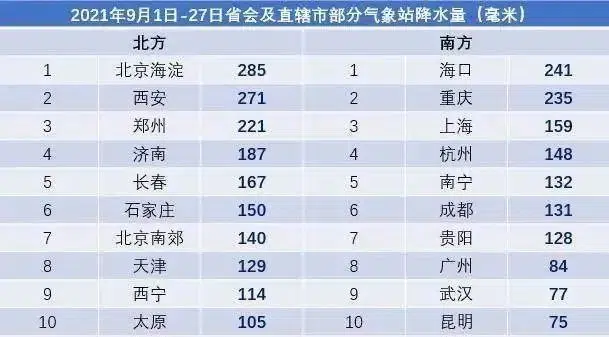 2021年9月1日-27日省会及直辖市部分气象站降水量（毫米）
北方 南方
1 北京海淀 285 1 海口 241
2 西安 271 2 重庆 235
3 郑州 221 3 上海 159
4 济南 187 4 杭州 148
5 长春 167 5 南宁 132
6 石家庄 150 6 成都 131
7 北京南郊 140 7 贵阳 128
8 天津 129 8 广州 84
9 西宁 114 9 武汉 77
10 太原 105 10 昆明 75